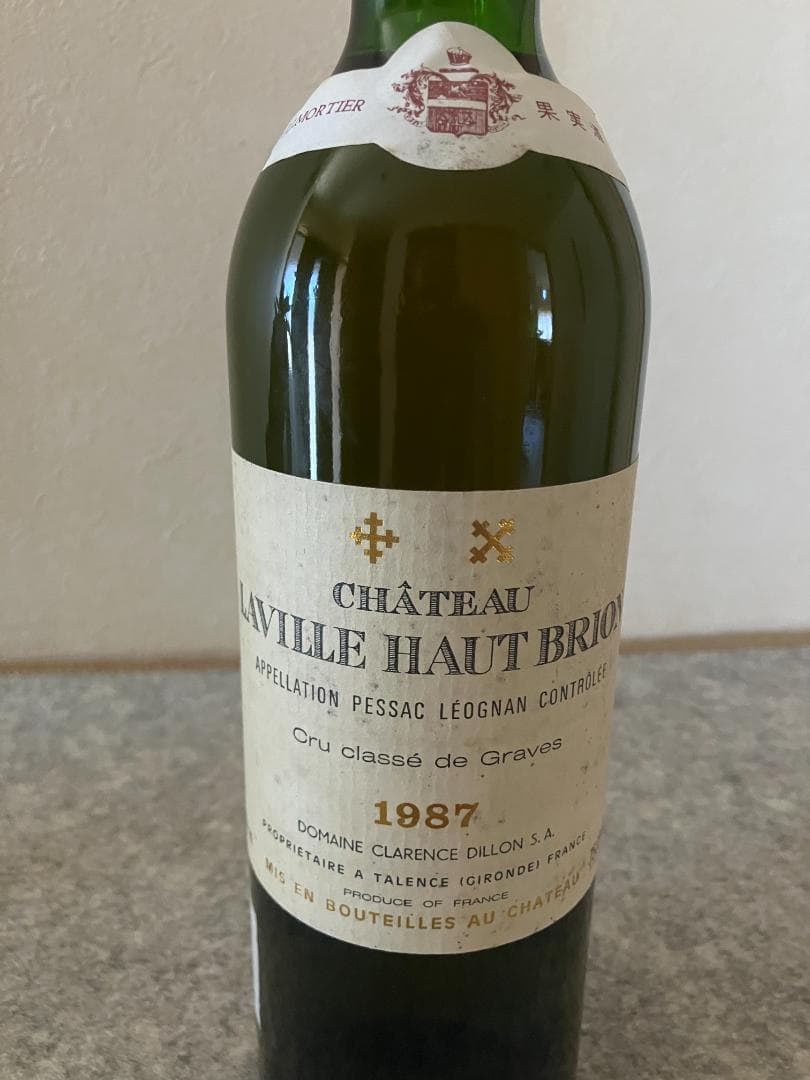 MORTIER
果実
CHÂTEAU
LAVILLE HAUT BRION
APPELLATION PESSAC LÉOGNAN CONTRÔLÉE
Cru classé de Graves
1987
DOMAINE CLARENCE DILLON S.A.
PROPRIÉTAIRE A TALENCE (GIRONDE) FRANCE
PRODUCE OF FRANCE
MIS EN BOUTEILLES AU CHATEAU